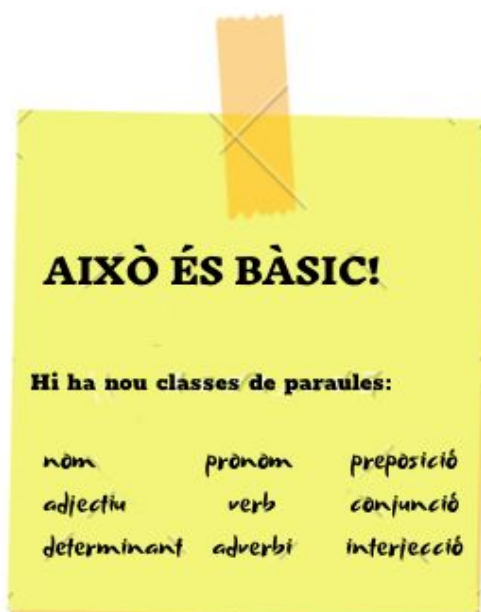 AIXÒ ÉS BÀSIC!
Hi ha nou classes de paraules:
nom pronom preposició
adjectiu verb conjunció
determinant adverbi interjecció